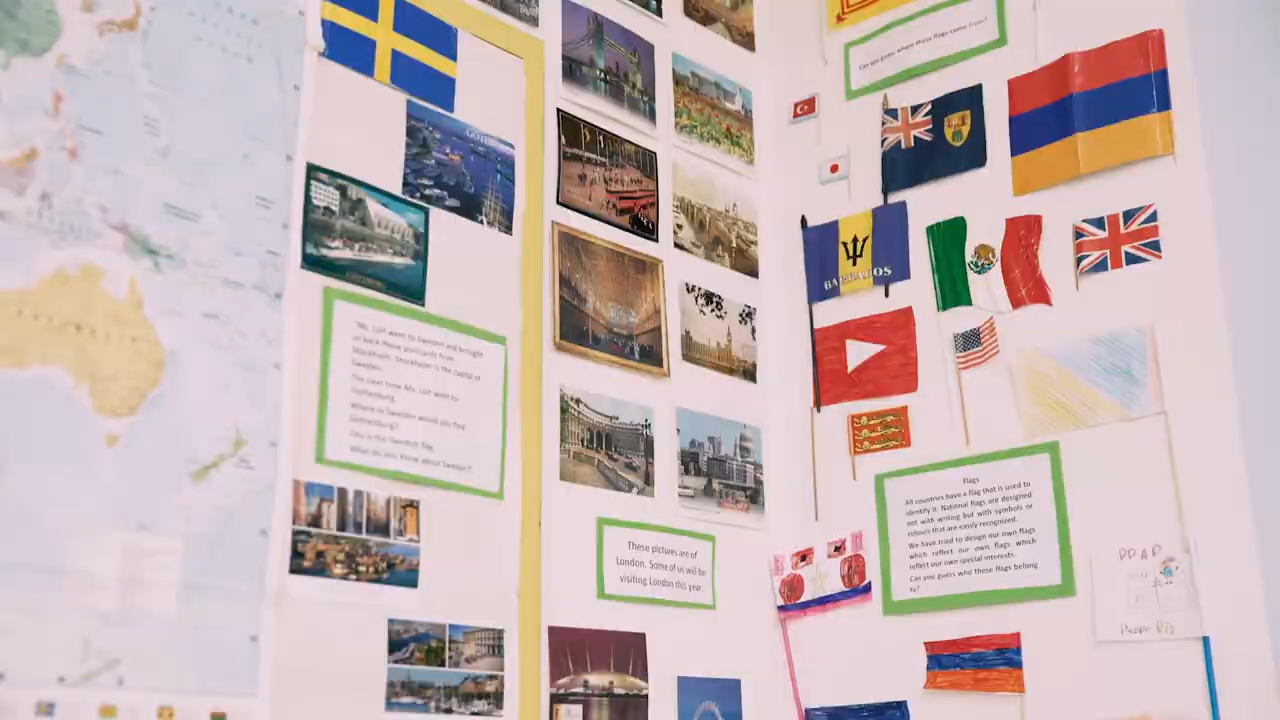 Can you guess where these flags come from?
BARBADOS
"Ms. List went to Sweden and brought
us back these postcards from
Stockholm. Stockholm is the capital of
Sweden.
The next time Ms. List went to
Gothenburg.
Where in Sweden would you find
Gothenburg?
This is the Swedish flag.
What do you know about Sweden?"
These pictures are of
London. Some of us will be
visiting London this year.
Flags
All countries have a flag that is used to
identify it. National flags are designed
not with writing but with symbols or
colours that are easily recognized.
We have tried to design our own flags
which reflect our own flags which
reflect our own special interests.
Can you guess who these flags belong
to?